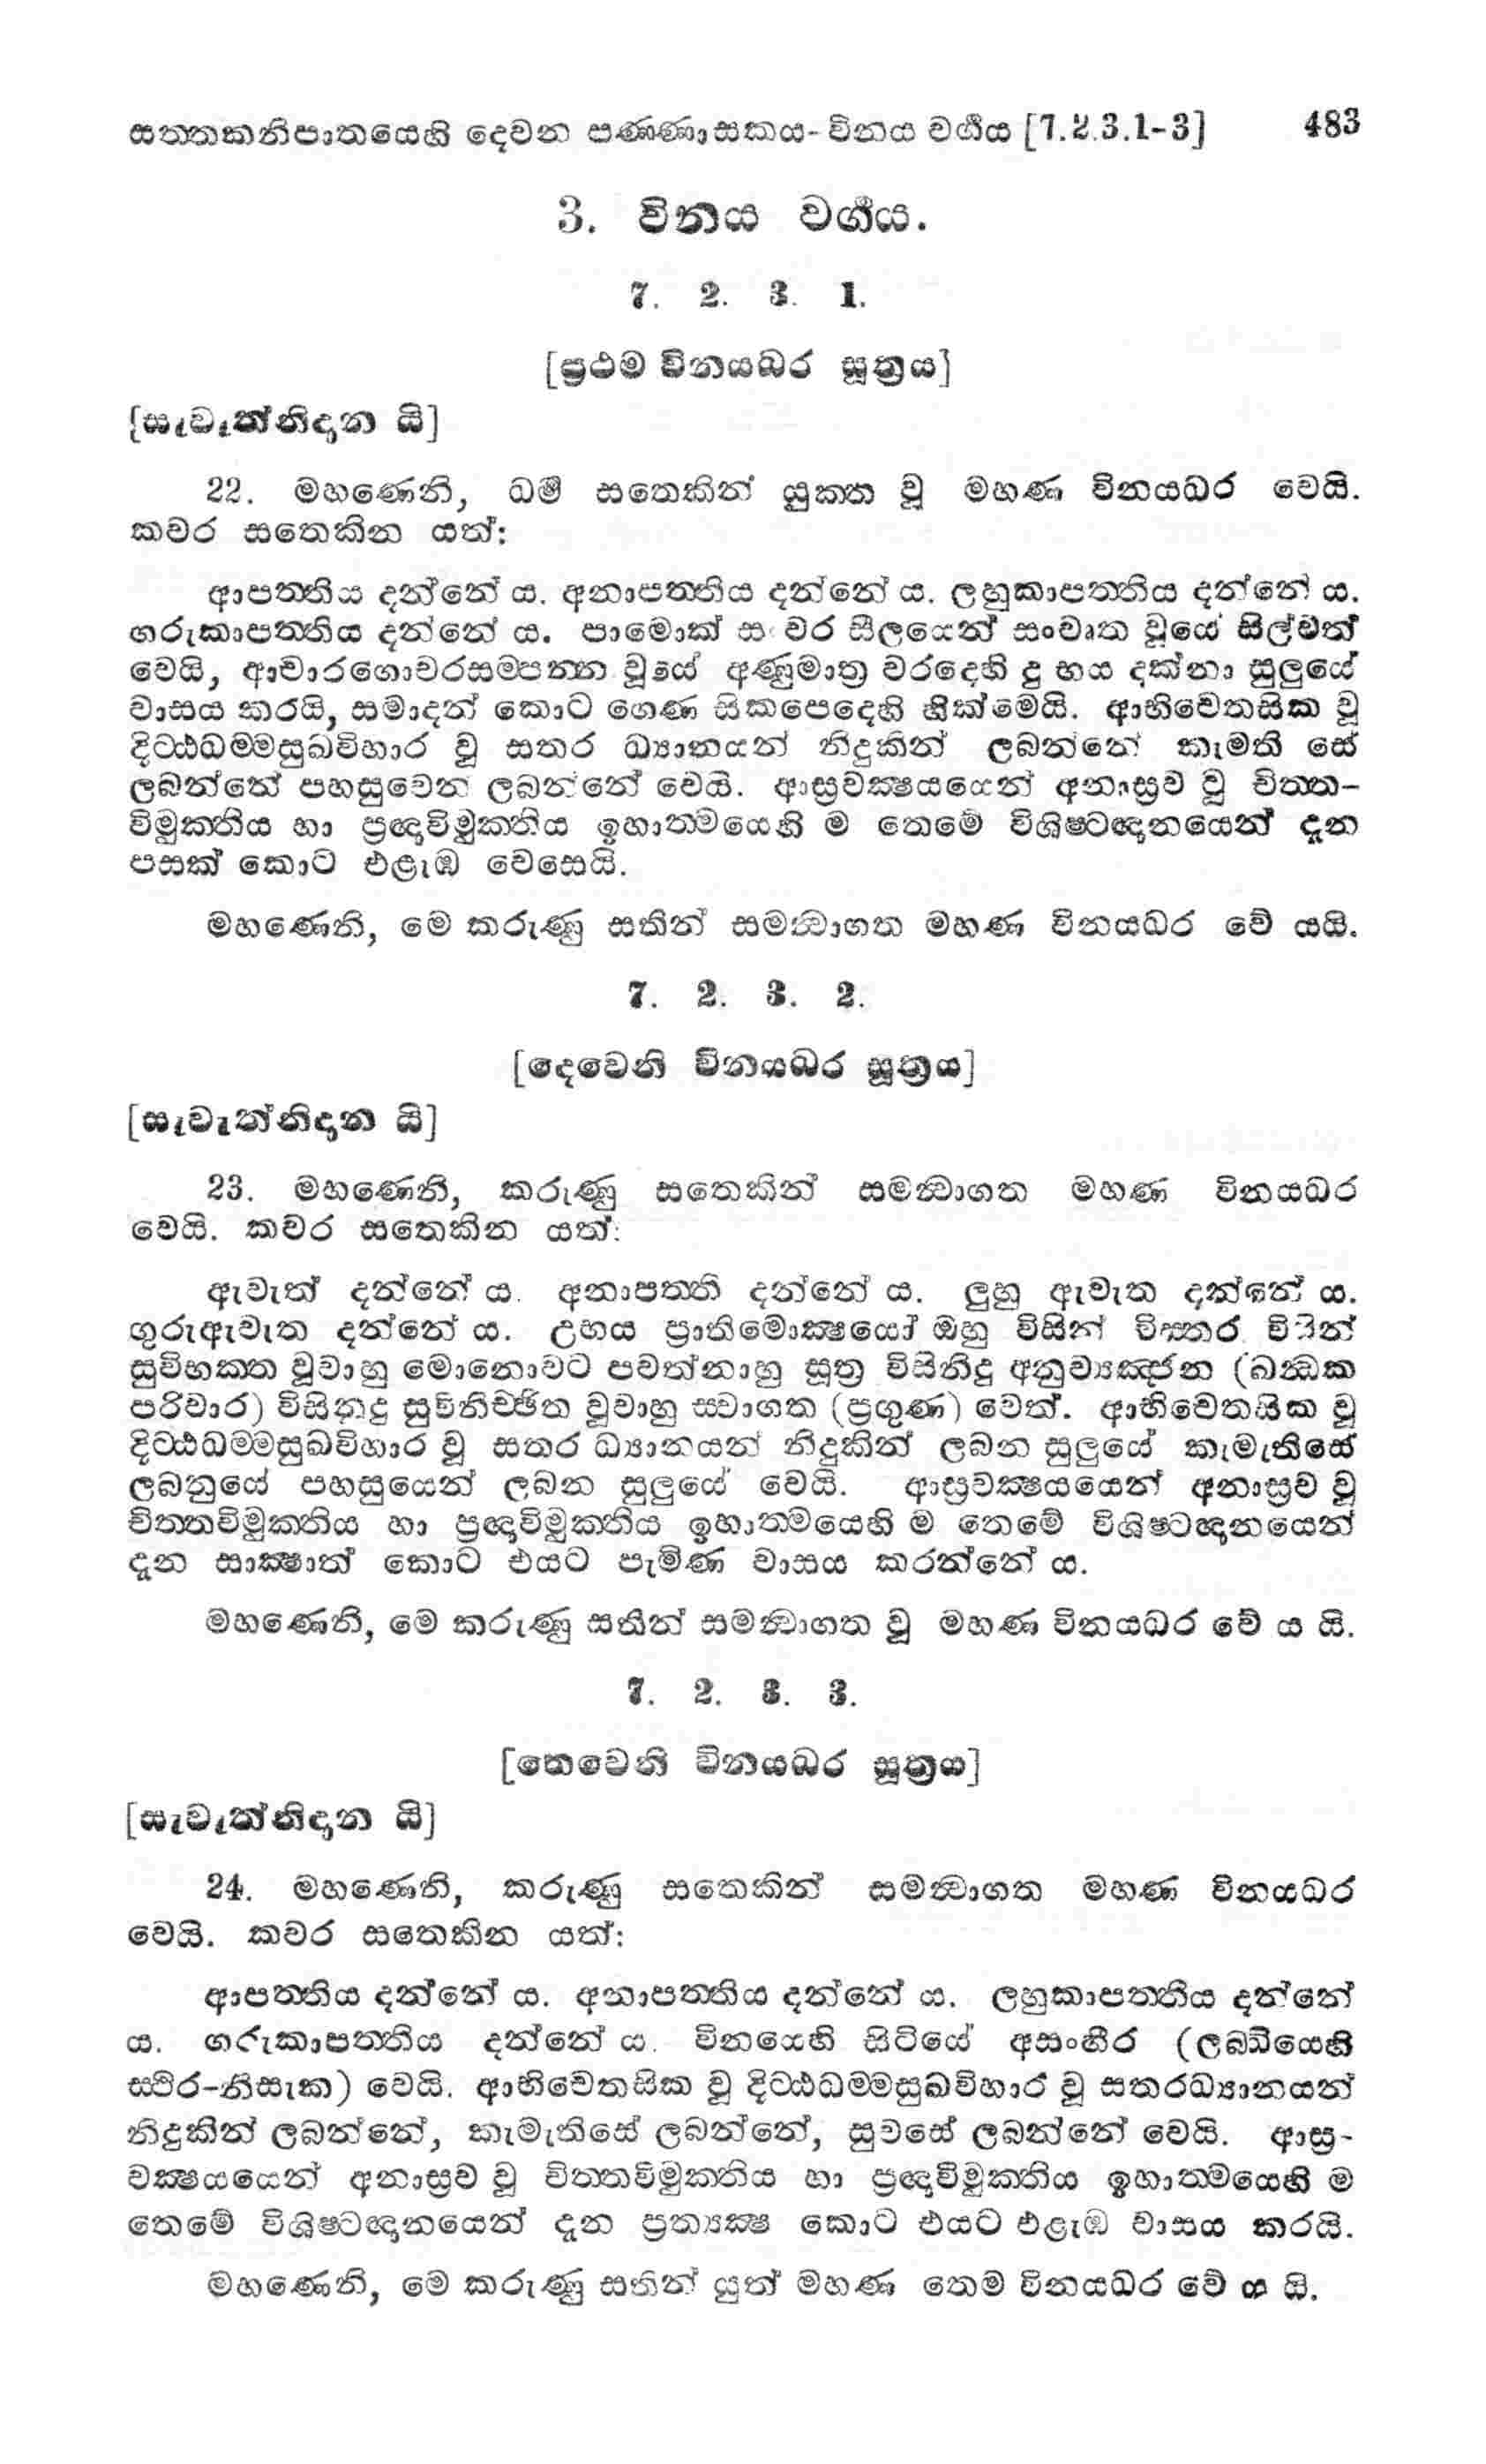 සත්තකනිපාතයෙහි දෙවන පණ්ණාසකය-විනය වර්ගය [7.2.3.1-3] 483
3. විනය වර්ගය.
7. 2. 3. 1.
[ප්‍රථම විනයධර සූත්‍රය]
[සැවැත්නිදාන යි]
22. මහණෙනි, ධර්ම සතෙකින් යුක්ත වූ මහණ විනයධර වෙයි.
කවර සතෙකින යත්:
ආපත්තිය දන්නේ ය. අනාපත්තිය දන්නේ ය. ලහුකාපත්තිය දන්නේ ය.
ගරුකාපත්තිය දන්නේ ය. පාමොක් සංවර සීලයෙන් සංවෘත වූයේ සිල්වත්
වෙයි, ආචාරගොචරසම්පන්න වූයේ අණුමාත්‍ර වරදෙහි දු භය දක්නා සුලුයේ
වාසය කරයි, සමාදන් කොට ගෙණ සිකපෙදෙහි හික්මෙයි. ආභිචෙතසික වූ
දිට්ඨධම්මසුඛවිහාර වූ සතර ධ්‍යානයන් නිදුකින් ලබන්නේ කැමති සේ
ලබන්නේ පහසුවෙන ලබන්නේ වෙයි. ආස්‍රවක්‍ෂයයෙන් අනාස්‍රව වූ චිත්ත-
විමුක්තිය හා ප්‍රඥාවිමුක්තිය ඉහාත්මයෙහි ම තෙමේ විශිෂ්ටඥානයෙන් දැන
පසක් කොට එළැඹ වෙසෙයි.
මහණෙනි, මෙ කරුණු සතින් සමන්වාගත මහණ විනයධර වේ යයි.
7. 2. 3. 2.
[දෙවෙනි විනයධර සූත්‍රය]
[සැවැත්නිදාන යි]
23. මහණෙනි, කරුණු සතෙකින් සමන්වාගත මහණ විනයධර
වෙයි. කවර සතෙකින යත්:
ඇවැත් දන්නේ ය. අනාපත්ති දන්නේ ය. ලුහු ඇවැත දන්නේ ය.
ගුරුඇවැත දන්නේ ය. උභය ප්‍රාතිමොක්‍ෂයෝ ඔහු විසින් විස්තර විසින්
සුවිභක්ත වූවාහු මොනොවට පවත්නාහු සූත්‍ර විසිනිදු අනුව්‍යඤ්ජන (ඛන්ධක
පරිවාර) විසිනුදු සුවිනිච්ඡිත වූවාහු ස්වාගත (ප්‍රගුණ) වෙත්. ආභිචෙතසික වූ
දිට්ඨධම්මසුඛවිහාර වූ සතර ධ්‍යානයන් නිදුකින් ලබන සුලුයේ කැමැතිසේ
ලබනුයේ පහසුයෙන් ලබන සුලුයේ වෙයි. ආස්‍රවක්‍ෂයයෙන් අනාස්‍රව වූ
චිත්තවිමුක්තිය හා ප්‍රඥාවිමුක්තිය ඉහාත්මයෙහි ම තෙමේ විශිෂ්ටඥානයෙන්
දැන සාක්‍ෂාත් කොට එයට පැමිණ වාසය කරන්නේ ය.
මහණෙනි, මෙ කරුණු සතින් සමන්වාගත වූ මහණ විනයධර වේ ය යි.
7. 2. 3. 3.
[තෙවෙනි විනයධර සූත්‍රය]
[සැවැත්නිදාන යි]
24. මහණෙනි, කරුණු සතෙකින් සමන්වාගත මහණ විනයධර
වෙයි. කවර සතෙකින යත්:
ආපත්තිය දන්නේ ය. අනාපත්තිය දන්නේ ය. ලහුකාපත්තිය දන්නේ
ය. ගරුකාපත්තිය දන්නේ ය. විනයෙහි සිටියේ අසංහීර (ලබ්ධියෙහි
ස්ථිර-නිසැක) වෙයි. ආභිචෙතසික වූ දිට්ඨධම්මසුඛවිහාර වූ සතරධ්‍යානයන්
නිදුකින් ලබන්නේ, කැමැතිසේ ලබන්නේ, සුවසේ ලබන්නේ වෙයි. ආස්‍ර-
වක්‍ෂයයෙන් අනාස්‍රව වූ චිත්තවිමුක්තිය හා ප්‍රඥාවිමුක්තිය ඉහාත්මයෙහි ම
තෙමේ විශිෂ්ටඥානයෙන් දැන ප්‍රත්‍යක්‍ෂ කොට එයට එළැඹ වාසය කරයි.
මහණෙනි, මෙ කරුණු සතින් යුත් මහණ තෙම විනයධර වේ ය යි.